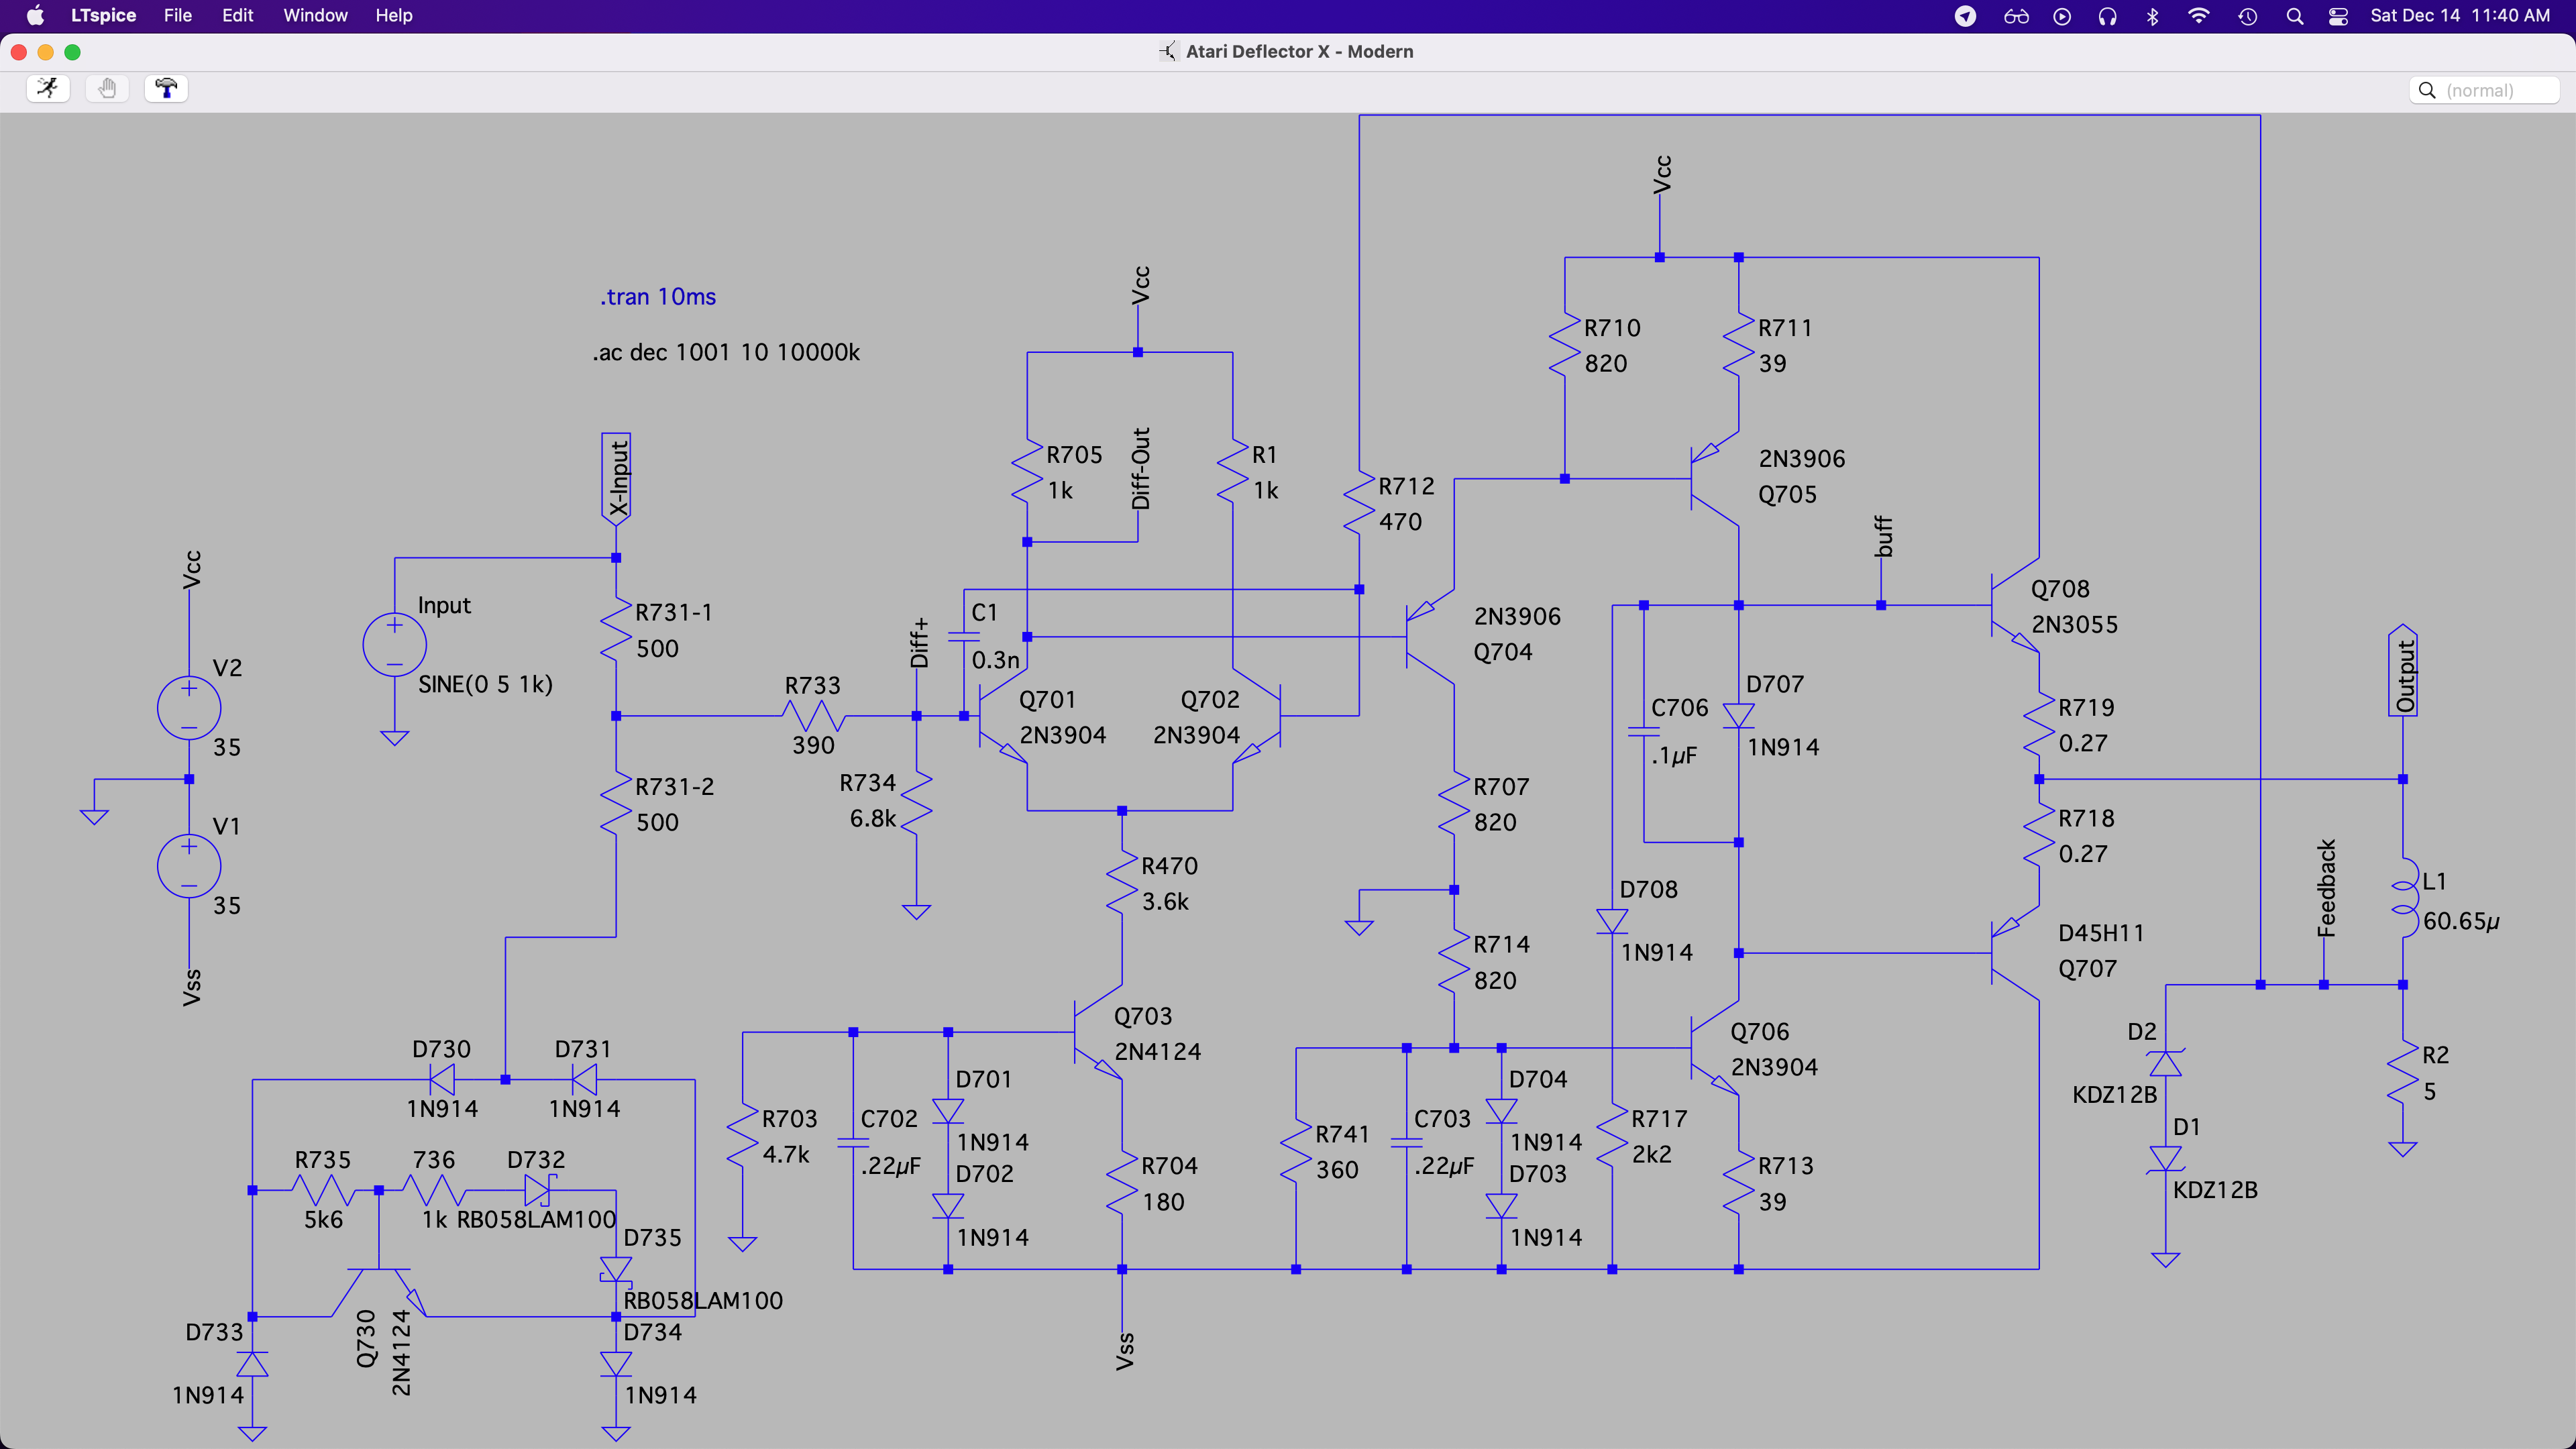 LTspice File Edit Window Help
Sat Dec 14 11:40 AM
Atari Deflector X - Modern
(normal)
.tran 10ms
.ac dec 1001 10 10000k
Vcc
V2
35
V1
35
Vss
Input
SINE(0 5 1k)
X-Input
R731-1
500
R731-2
500
R733
390
Diff+
R734
6.8k
C1
0.3n
Vcc
R705
1k
Diff-Out
R1
1k
Q701
2N3904
Q702
2N3904
R470
3.6k
Q703
2N4124
R703
4.7k
C702
.22µF
D701
1N914
D702
1N914
R704
180
Vss
D730
1N914
D731
1N914
R735
5k6
736
1k
D732
RB058LAM100
D735
RB058LAM100
D733
1N914
Q730
2N4124
D734
1N914
R712
470
Vcc
R710
820
R711
39
2N3906
Q705
2N3906
Q704
R707
820
R714
820
buff
C706
.1µF
D707
1N914
D708
1N914
Q708
2N3055
R719
0.27
R718
0.27
D45H11
Q707
Q706
2N3904
R741
360
C703
.22µF
D704
1N914
D703
1N914
R717
2k2
R713
39
Output
L1
60.65µ
Feedback
D2
KDZ12B
D1
KDZ12B
R2
5